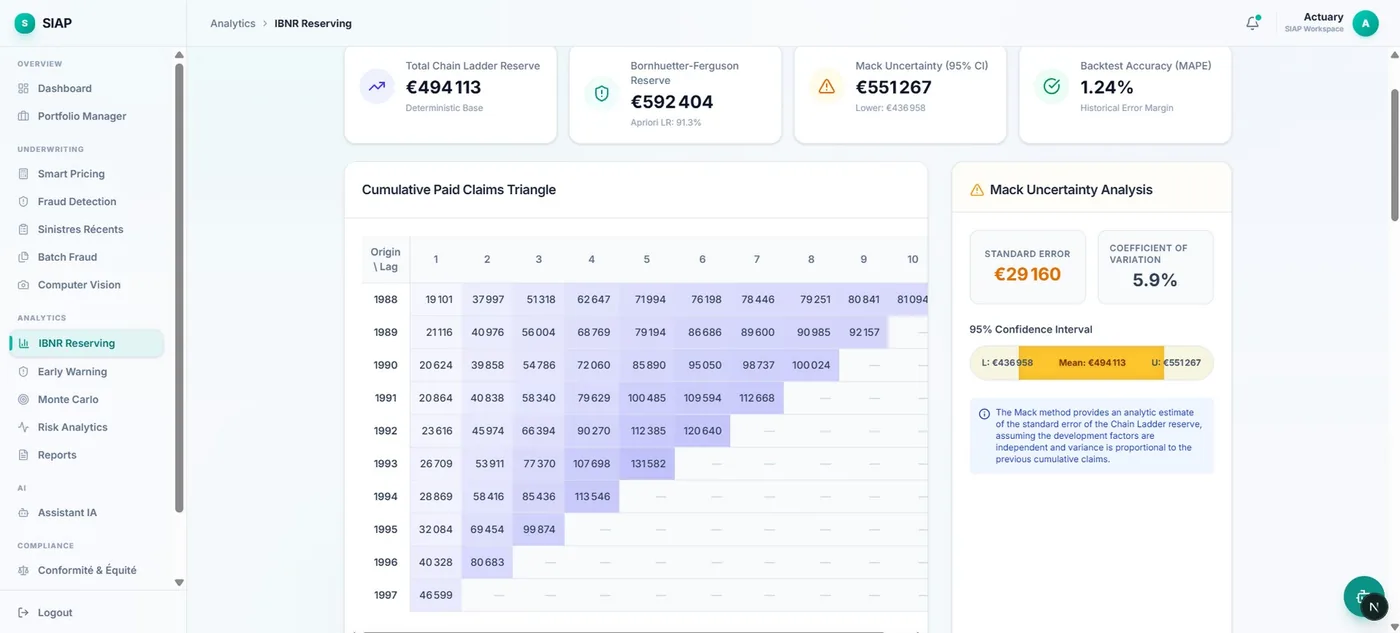 S SIAP
OVERVIEW
Dashboard
Portfolio Manager
UNDERWRITING
Smart Pricing
Fraud Detection
Sinistres Récents
Batch Fraud
Computer Vision
ANALYTICS
IBNR Reserving
Early Warning
Monte Carlo
Risk Analytics
Reports
AI
Assistant IA
COMPLIANCE
Conformité & Équité
Logout
Analytics > IBNR Reserving
Actuary
SIAP Workspace
A
Total Chain Ladder Reserve
€494 113
Deterministic Base
Bornhuetter-Ferguson
Reserve
€592 404
Apriori LR: 91.3%
Mack Uncertainty (95% CI)
€551 267
Lower: €436 958
Backtest Accuracy (MAPE)
1.24%
Historical Error Margin
Cumulative Paid Claims Triangle
Origin
\ Lag 1 2 3 4 5 6 7 8 9 10
1988 19 101 37 997 51 318 62 647 71 994 76 198 78 446 79 251 80 841 81 094
1989 21 116 40 976 56 004 68 769 79 194 86 686 89 600 90 985 92 157 —
1990 20 624 39 858 54 786 72 060 85 890 95 050 98 737 100 024 — —
1991 20 864 40 838 58 340 79 629 100 485 109 594 112 668 — — —
1992 23 616 45 974 66 394 90 270 112 385 120 640 — — — —
1993 26 709 53 911 77 370 107 698 131 582 — — — — —
1994 28 869 58 416 85 436 113 546 — — — — — —
1995 32 084 69 454 99 874 — — — — — — —
1996 40 328 80 683 — — — — — — — —
1997 46 599 — — — — — — — — —
Mack Uncertainty Analysis
STANDARD ERROR
€29 160
COEFFICIENT OF
VARIATION
5.9%
95% Confidence Interval
L: €436 958 Mean: €494 113 U: €551 267
The Mack method provides an analytic estimate
of the standard error of the Chain Ladder reserve,
assuming the development factors are
independent and variance is proportional to the
previous cumulative claims.
N